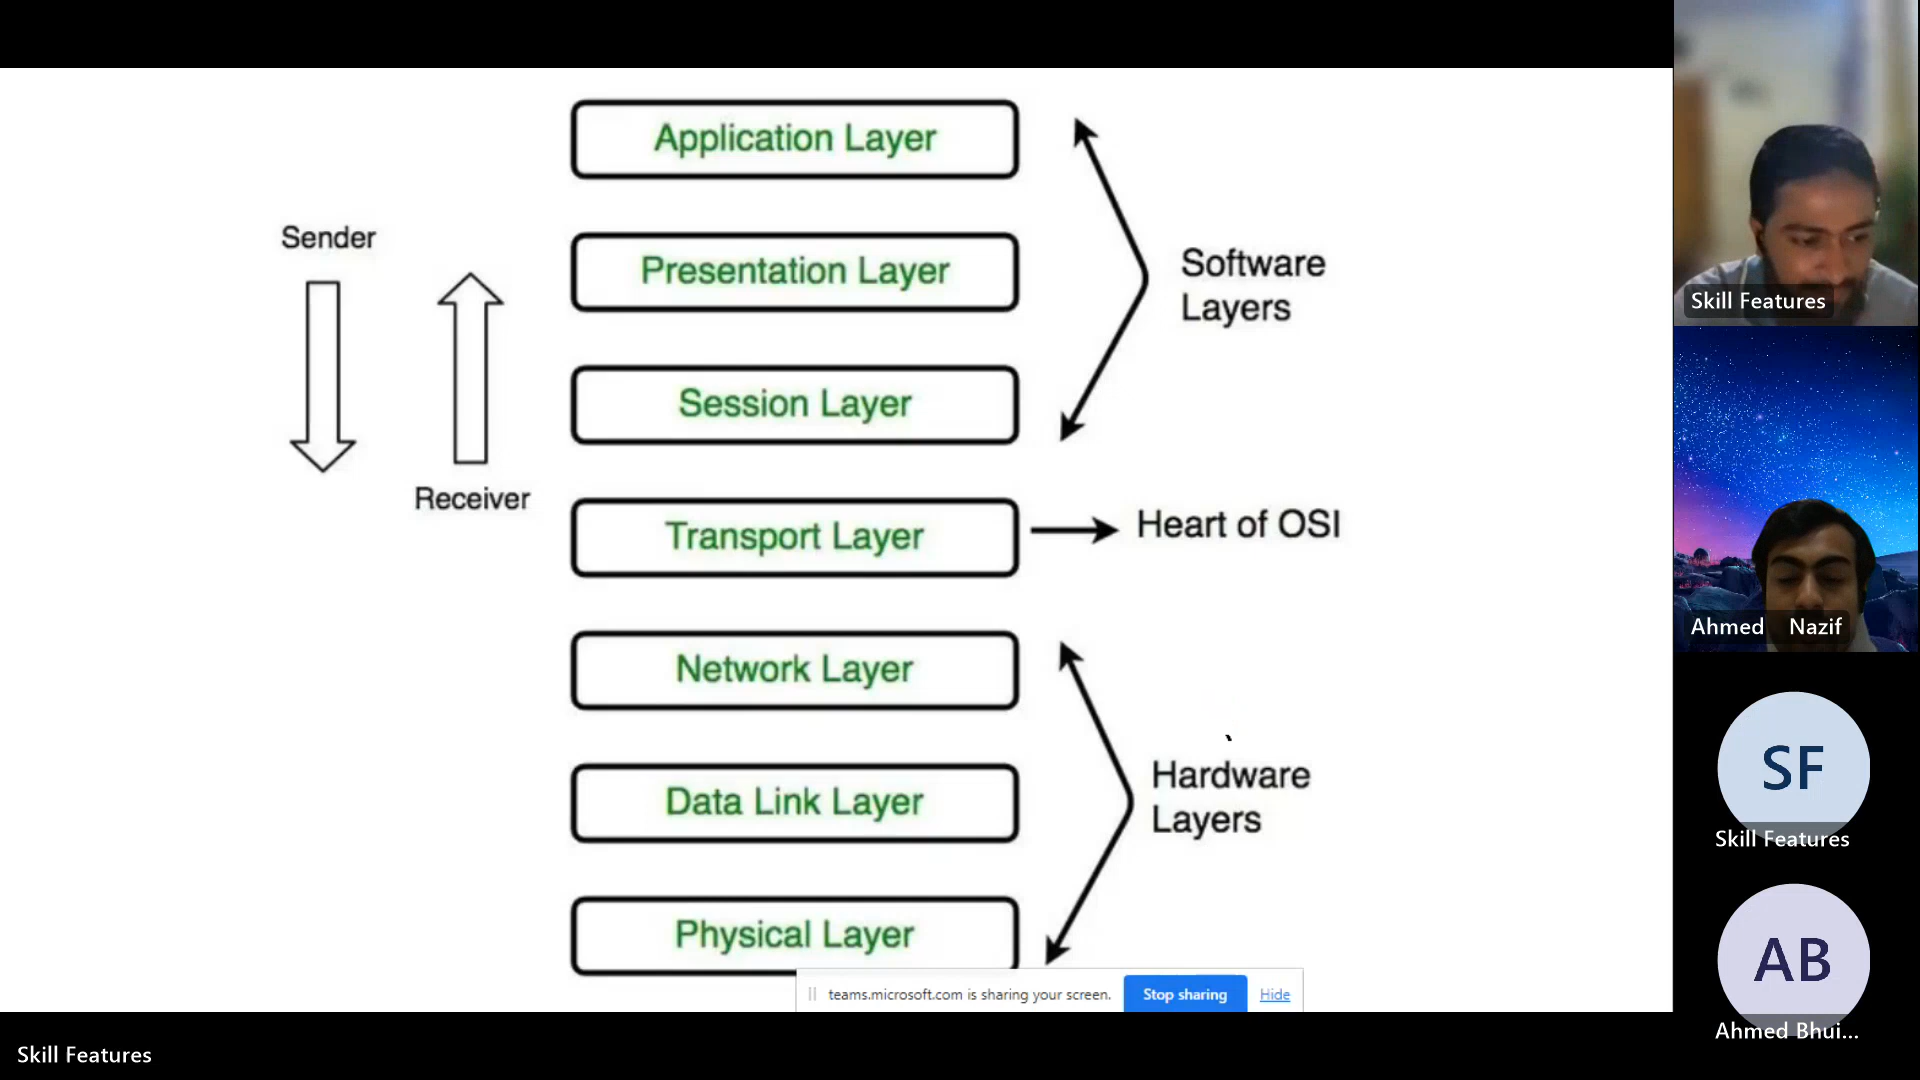 Application Layer
Sender
Presentation Layer
Software
Layers
Session Layer
Receiver
Transport Layer
Heart of OSI
Network Layer
Hardware
Layers
Data Link Layer
Physical Layer
teams.microsoft.com is sharing your screen.
Stop sharing
Hide
Skill Features
Skill Features
Ahmed Nazif
SF
Skill Features
AB
Ahmed Bhui...